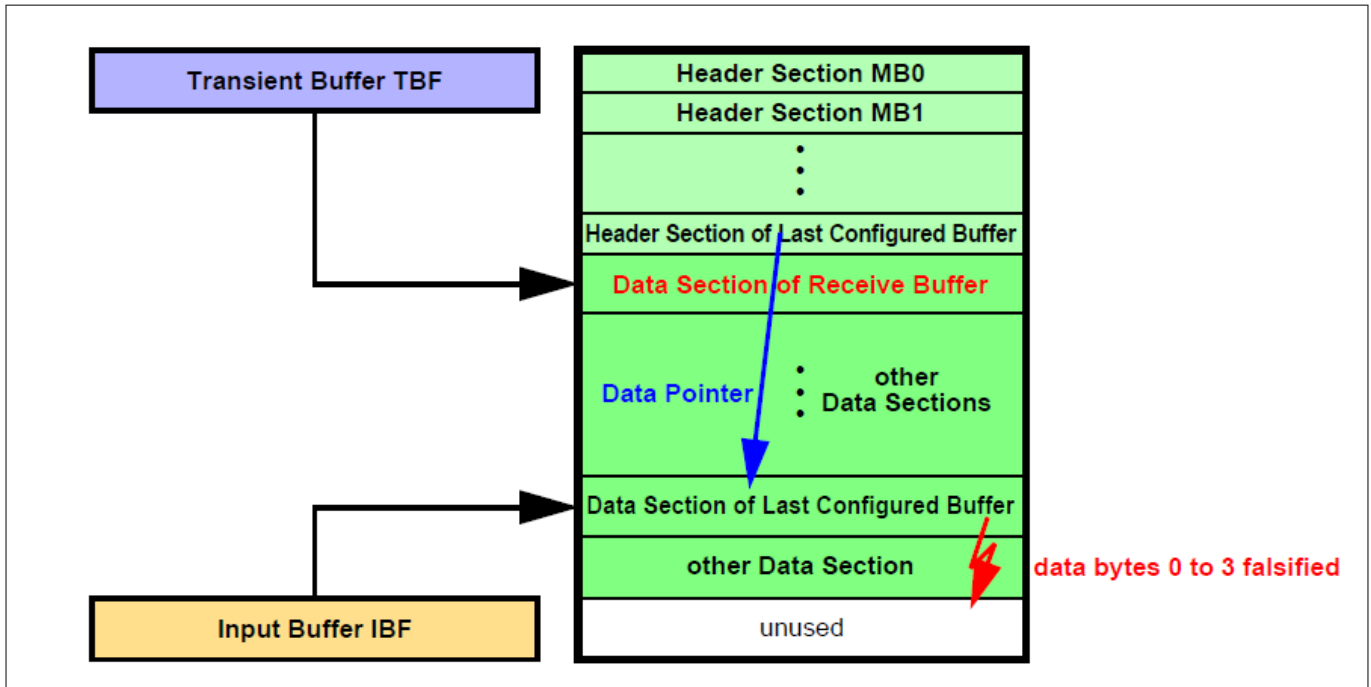 Transient Buffer TBF
Header Section MB0
Header Section MB1
Header Section of Last Configured Buffer
Data Section of Receive Buffer
Data Pointer
other
Data Sections
Data Section of Last Configured Buffer
other Data Section
data bytes 0 to 3 falsified
Input Buffer IBF
unused